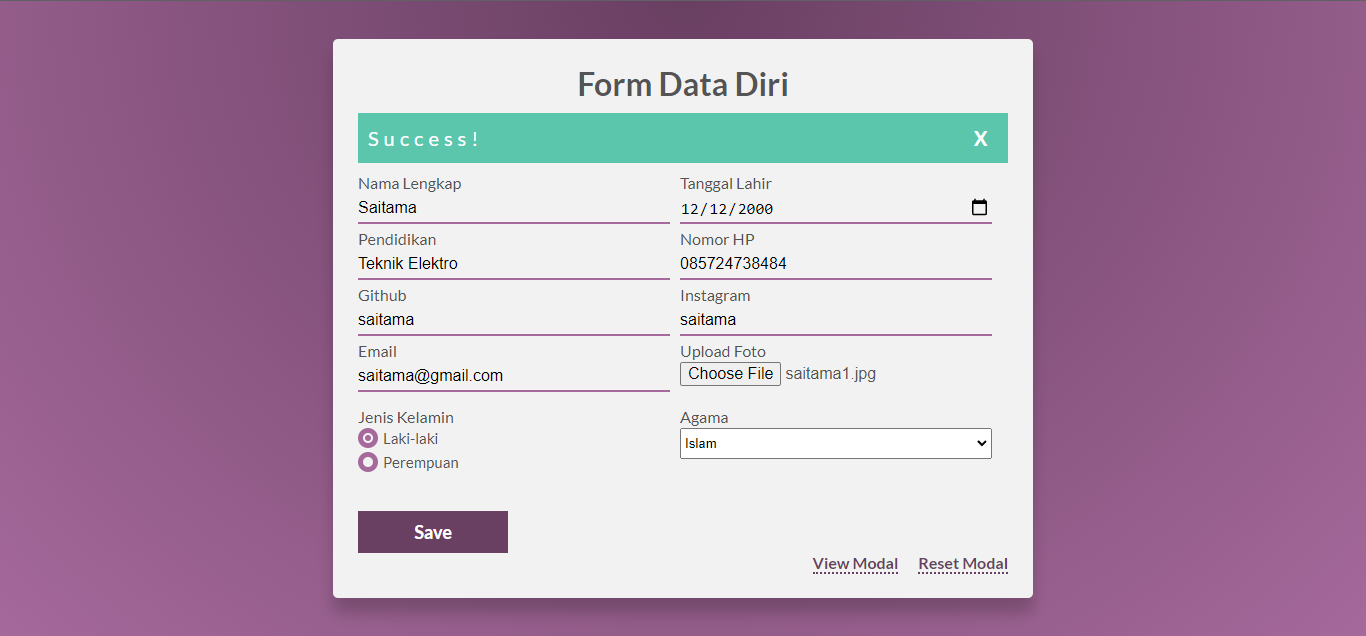 Form Data Diri
Success! X
Nama Lengkap Tanggal Lahir
Saitama 12/12/2000
Pendidikan Nomor HP
Teknik Elektro 085724738484
Github Instagram
saitama saitama
Email Upload Foto
saitama@gmail.com Choose File saitama1.jpg
Jenis Kelamin Agama
Laki-laki Islam
Perempuan
Save
View Modal Reset Modal